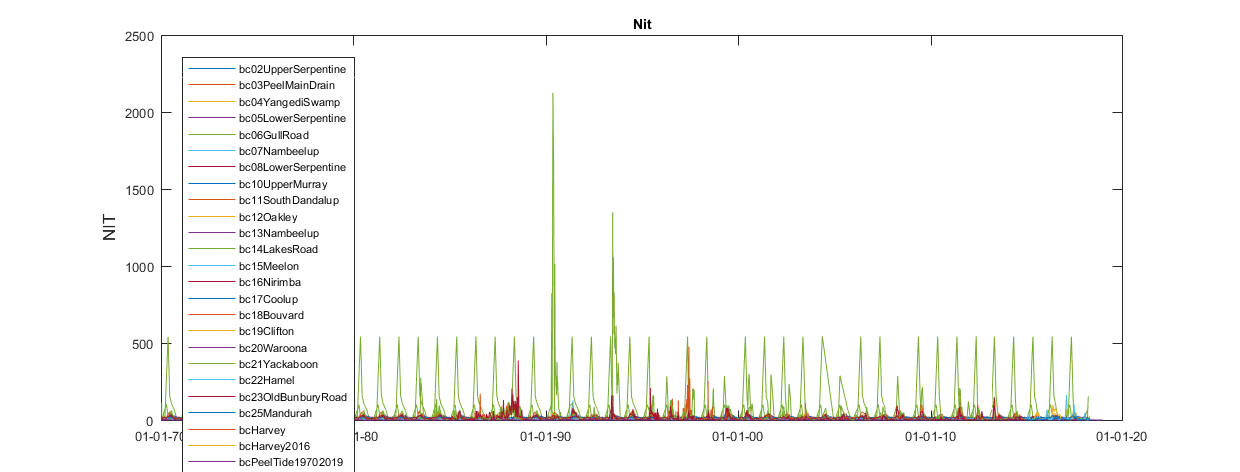 Nit
2500
2000
1500
1000
500
0
NIT
bc02UpperSerpentine
bc03PeelMainDrain
bc04YangediSwamp
bc05LowerSerpentine
bc06GullRoad
bc07Nambeelup
bc08LowerSerpentine
bc10UpperMurray
bc11SouthDandalup
bc12Oakley
bc13Nambeelup
bc14LakesRoad
bc15Meelon
bc16Nirimba
bc17Coolup
bc18Bouvard
bc19Clifton
bc20Waroona
bc21Yackaboon
bc22Hamel
bc23OldBunburyRoad
bc25Mandurah
bcHarvey
bcHarvey2016
bcPeelTide19702019
01-01-70 1-80 01-01-90 01-01-00 01-01-10 01-01-20